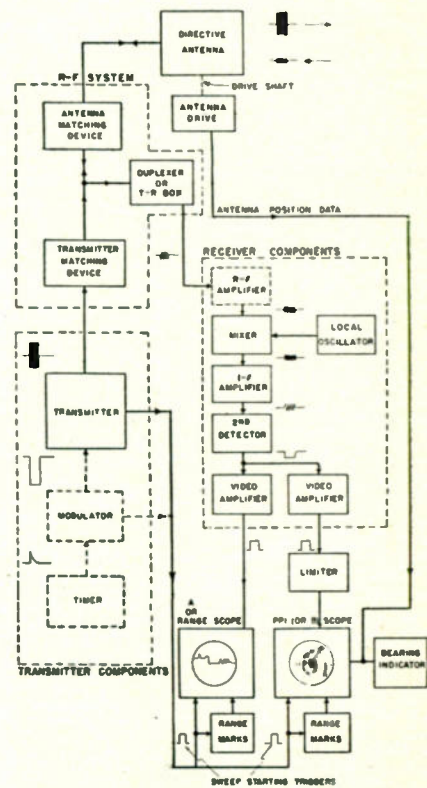 DIRECTIVE
ANTENNA
R-F SYSTEM
DRIVE SHAFT
ANTENNA
DRIVE
ANTENNA
MATCHING
DEVICE
DUPLEXER
OR
T-R BOX
ANTENNA POSITION DATA
TRANSMITTER
MATCHING
DEVICE
RECEIVER COMPONENTS
R-F
AMPLIFIER
MIXER
LOCAL
OSCILLATOR
I-F
AMPLIFIER
TRANSMITTER
2ND
DETECTOR
VIDEO
AMPLIFIER
VIDEO
AMPLIFIER
MODULATOR
LIMITER
TIMER
A
OR
RANGE SCOPE
PPI (OR B) SCOPE
BEARING
INDICATOR
TRANSMITTER COMPONENTS
RANGE
MARKS
RANGE
MARKS
SWEEP STARTING TRIGGERS